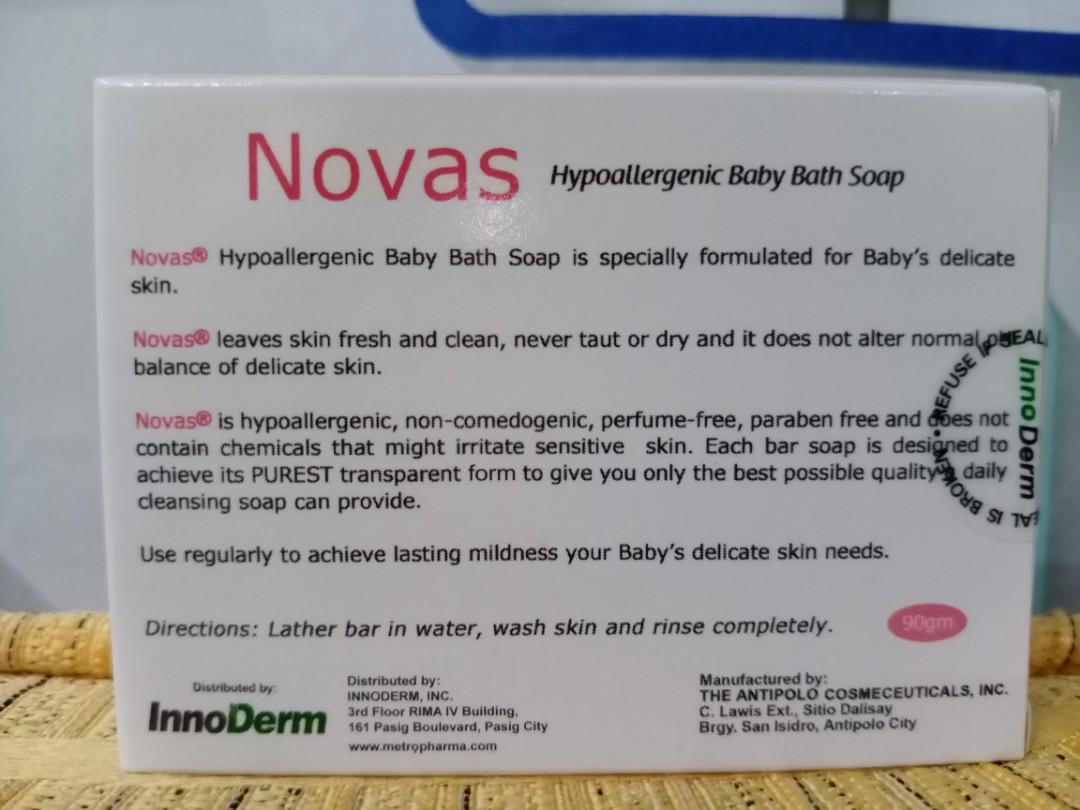 Novas Hypoallergenic Baby Bath Soap
Novas® Hypoallergenic Baby Bath Soap is specially formulated for Baby's delicate
skin.
Novas® leaves skin fresh and clean, never taut or dry and it does not alter normal pH
balance of delicate skin.
Novas® is hypoallergenic, non-comedogenic, perfume-free, paraben free and does not
contain chemicals that might irritate sensitive skin. Each bar soap is designed to
achieve its PUREST transparent form to give you only the best possible quality a daily
cleansing soap can provide.
Use regularly to achieve lasting mildness your Baby's delicate skin needs.
Directions: Lather bar in water, wash skin and rinse completely.
90gm
Distributed by:
InnoDerm
Distributed by:
INNODERM, INC.
3rd Floor RIMA IV Building,
161 Pasig Boulevard, Pasig City
www.metropharma.com
Manufactured by:
THE ANTIPOLO COSMECEUTICALS, INC.
C. Lawis Ext., Sitio Dalisay
Brgy. San Isidro, Antipolo City
REFUSE IF SEAL
InnoDerm
IS BROKEN